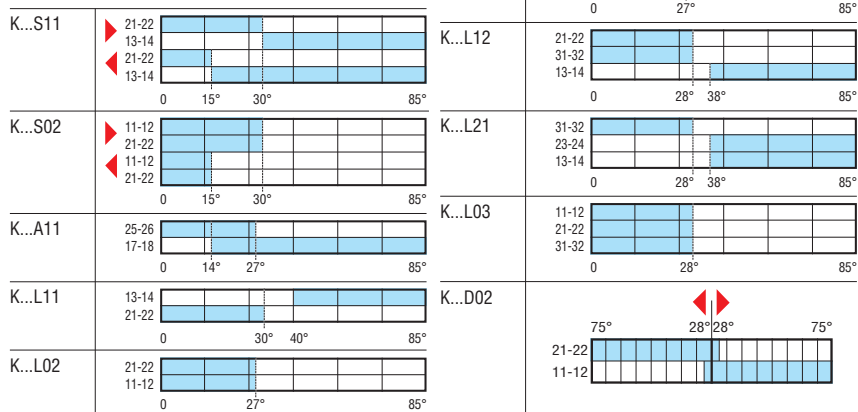 K...S11
21-22
13-14
21-22
13-14
0 15° 30° 85°
K...S02
11-12
21-22
11-12
21-22
0 15° 30° 85°
K...A11
25-26
17-18
0 14° 27° 85°
K...L11
13-14
21-22
0 30° 40° 85°
K...L02
21-22
11-12
0 27° 85°
0 27° 85°
K...L12
21-22
31-32
13-14
0 28° 38° 85°
K...L21
31-32
23-24
13-14
0 28° 38° 85°
K...L03
11-12
21-22
31-32
0 28° 85°
K...D02
75° 28° 28° 75°
21-22
11-12